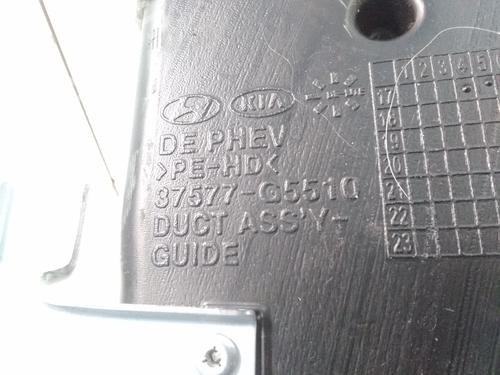 KIA
DE PHEV
>PE-HD<
37577-G5510
DUCT ASS'Y-
GUIDE
1 2 3 4 5
17
18
19
20
22
23